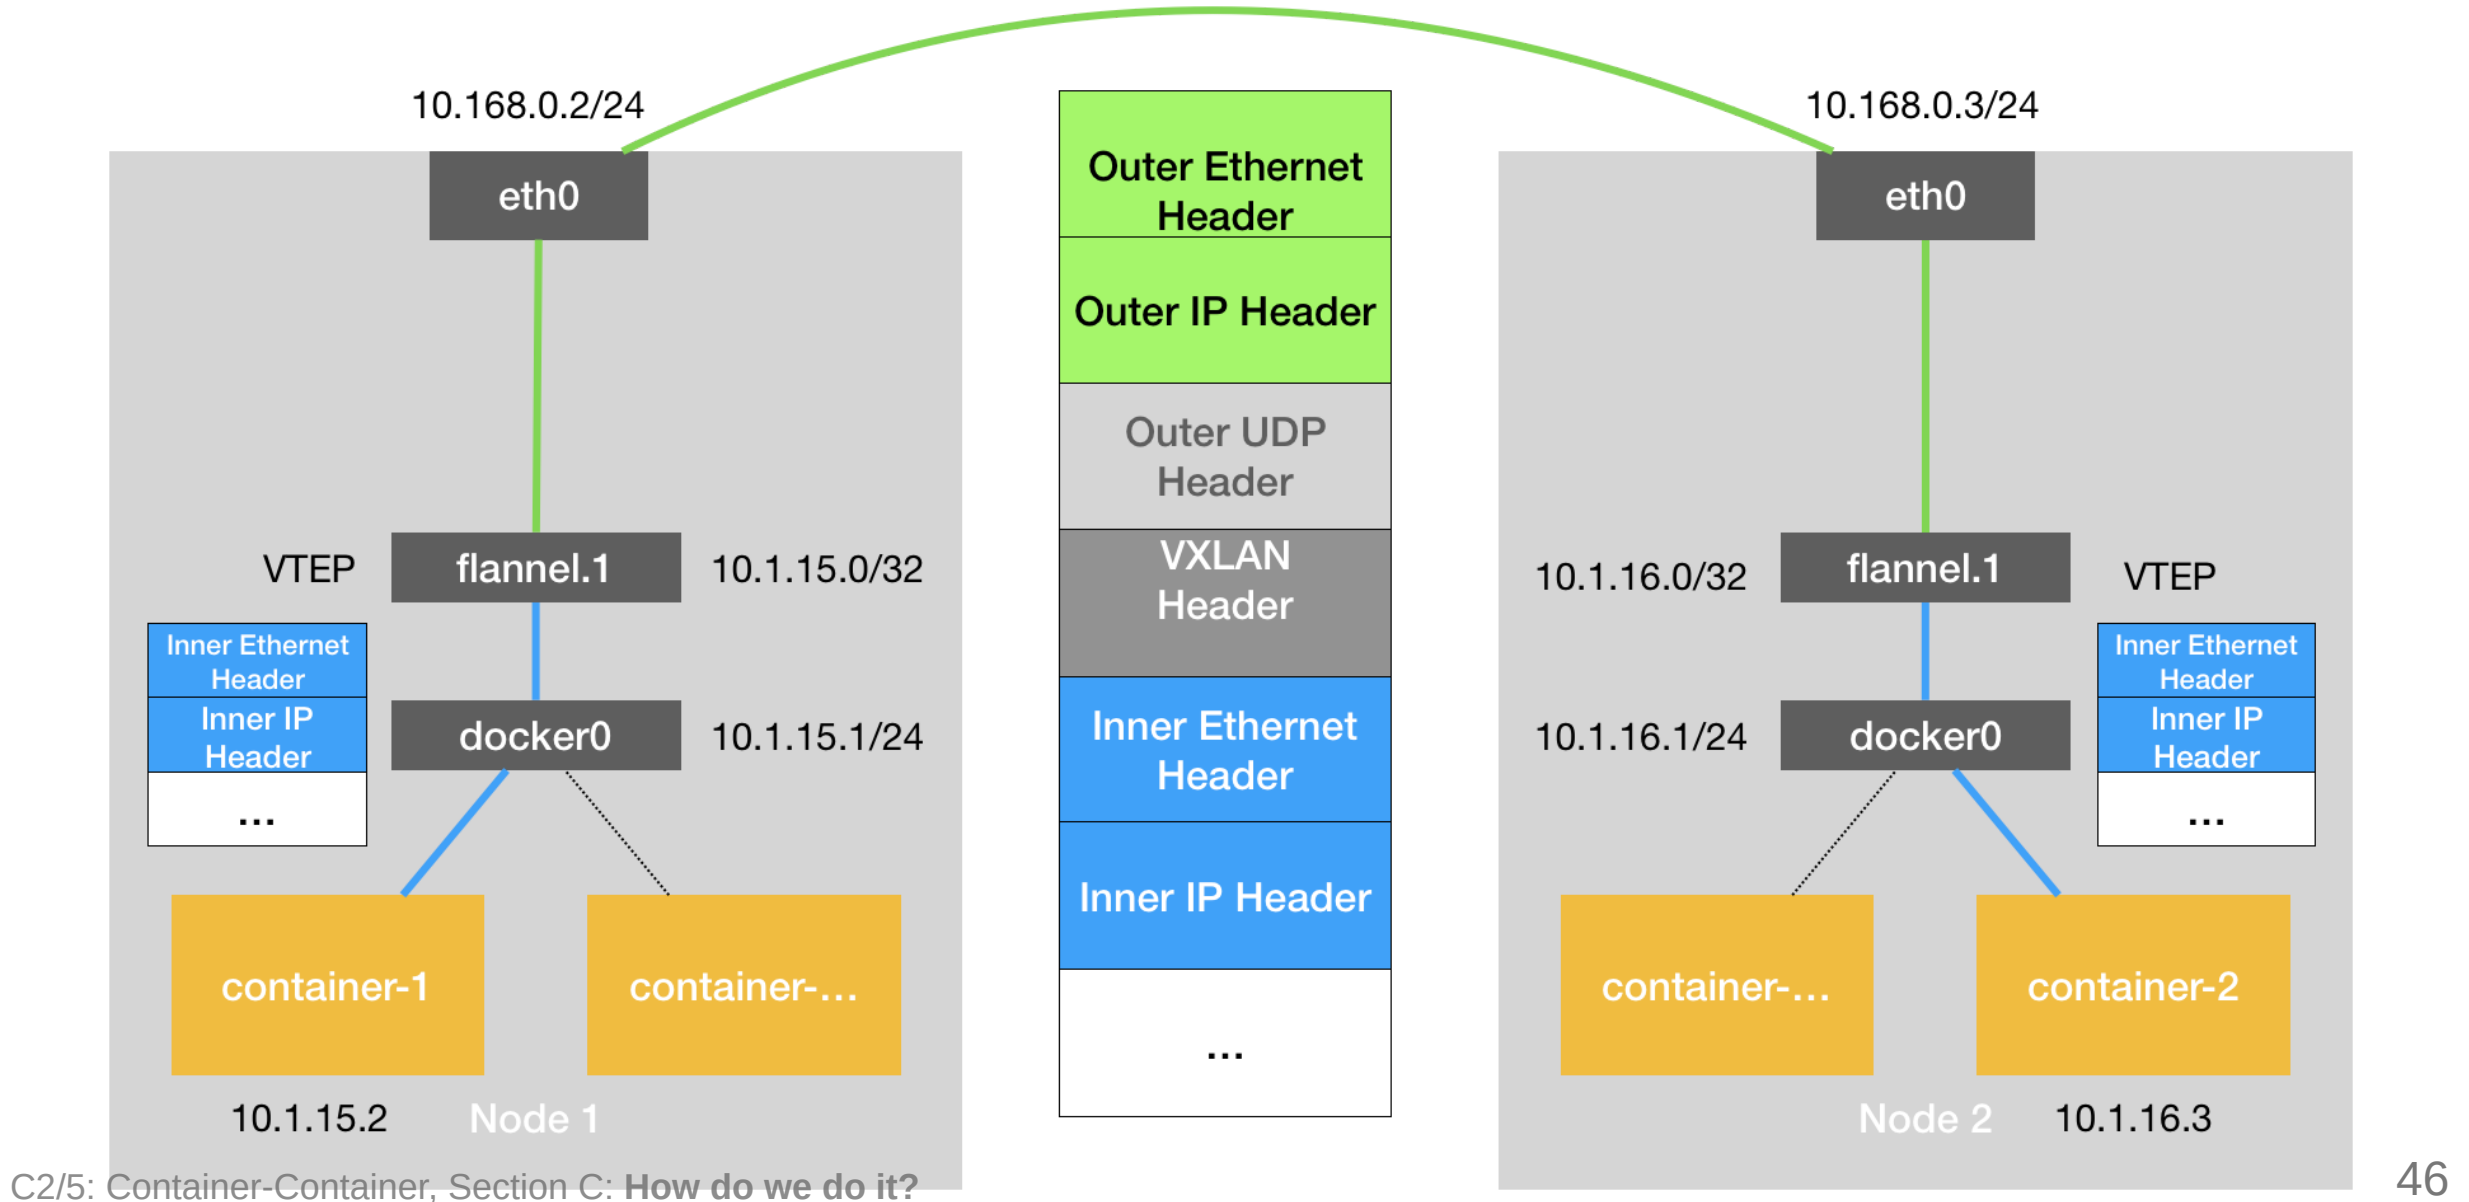 10.168.0.2/24
eth0
VTEP
flannel.1
10.1.15.0/32
Inner Ethernet
Header
Inner IP
Header
...
docker0
10.1.15.1/24
container-1
container-...
10.1.15.2
Node 1
Outer Ethernet
Header
Outer IP Header
Outer UDP
Header
VXLAN
Header
Inner Ethernet
Header
Inner IP Header
...
10.168.0.3/24
eth0
10.1.16.0/32
flannel.1
VTEP
10.1.16.1/24
docker0
Inner Ethernet
Header
Inner IP
Header
...
container-...
container-2
Node 2
10.1.16.3
C2/5: Container-Container, Section C: How do we do it?
46